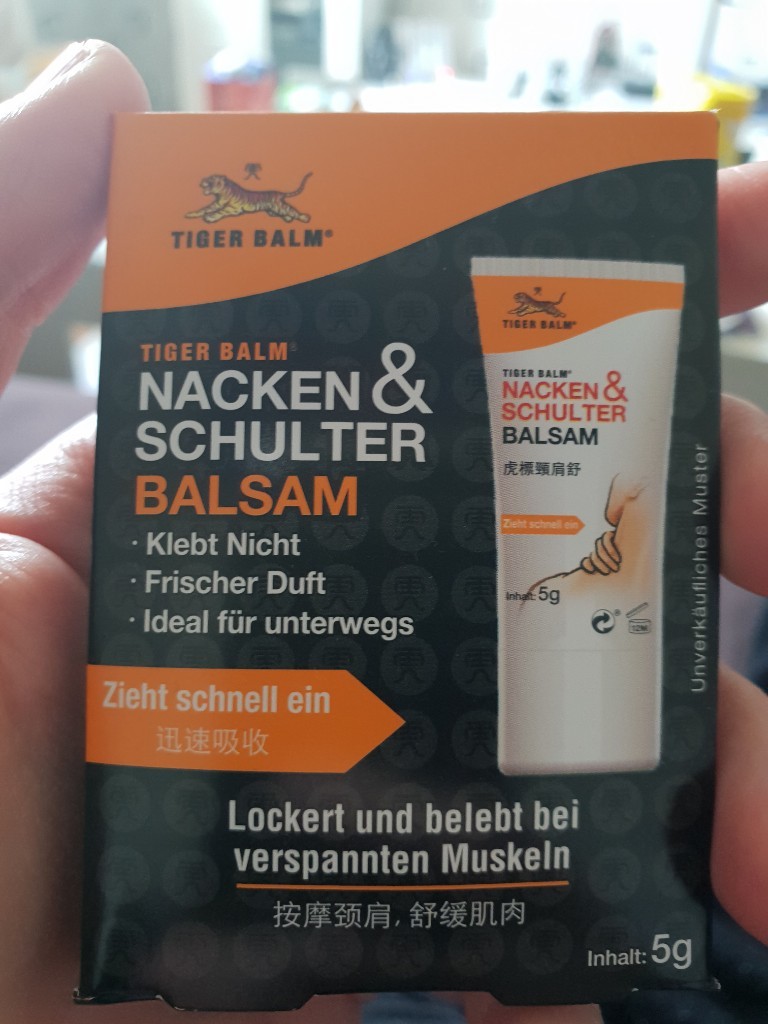 TIGER BALM®
TIGER BALM®
NACKEN &
SCHULTER
BALSAM
· Klebt Nicht
· Frischer Duft
· Ideal für unterwegs
Zieht schnell ein
迅速吸收
Lockert und belebt bei
verspannten Muskeln
按摩颈肩, 舒缓肌肉
Inhalt: 5g
TIGER BALM®
TIGER BALM®
NACKEN &
SCHULTER
BALSAM
虎標頸肩舒
Zieht schnell ein
Inhalt: 5g
12M
Unverkäufliches Muster